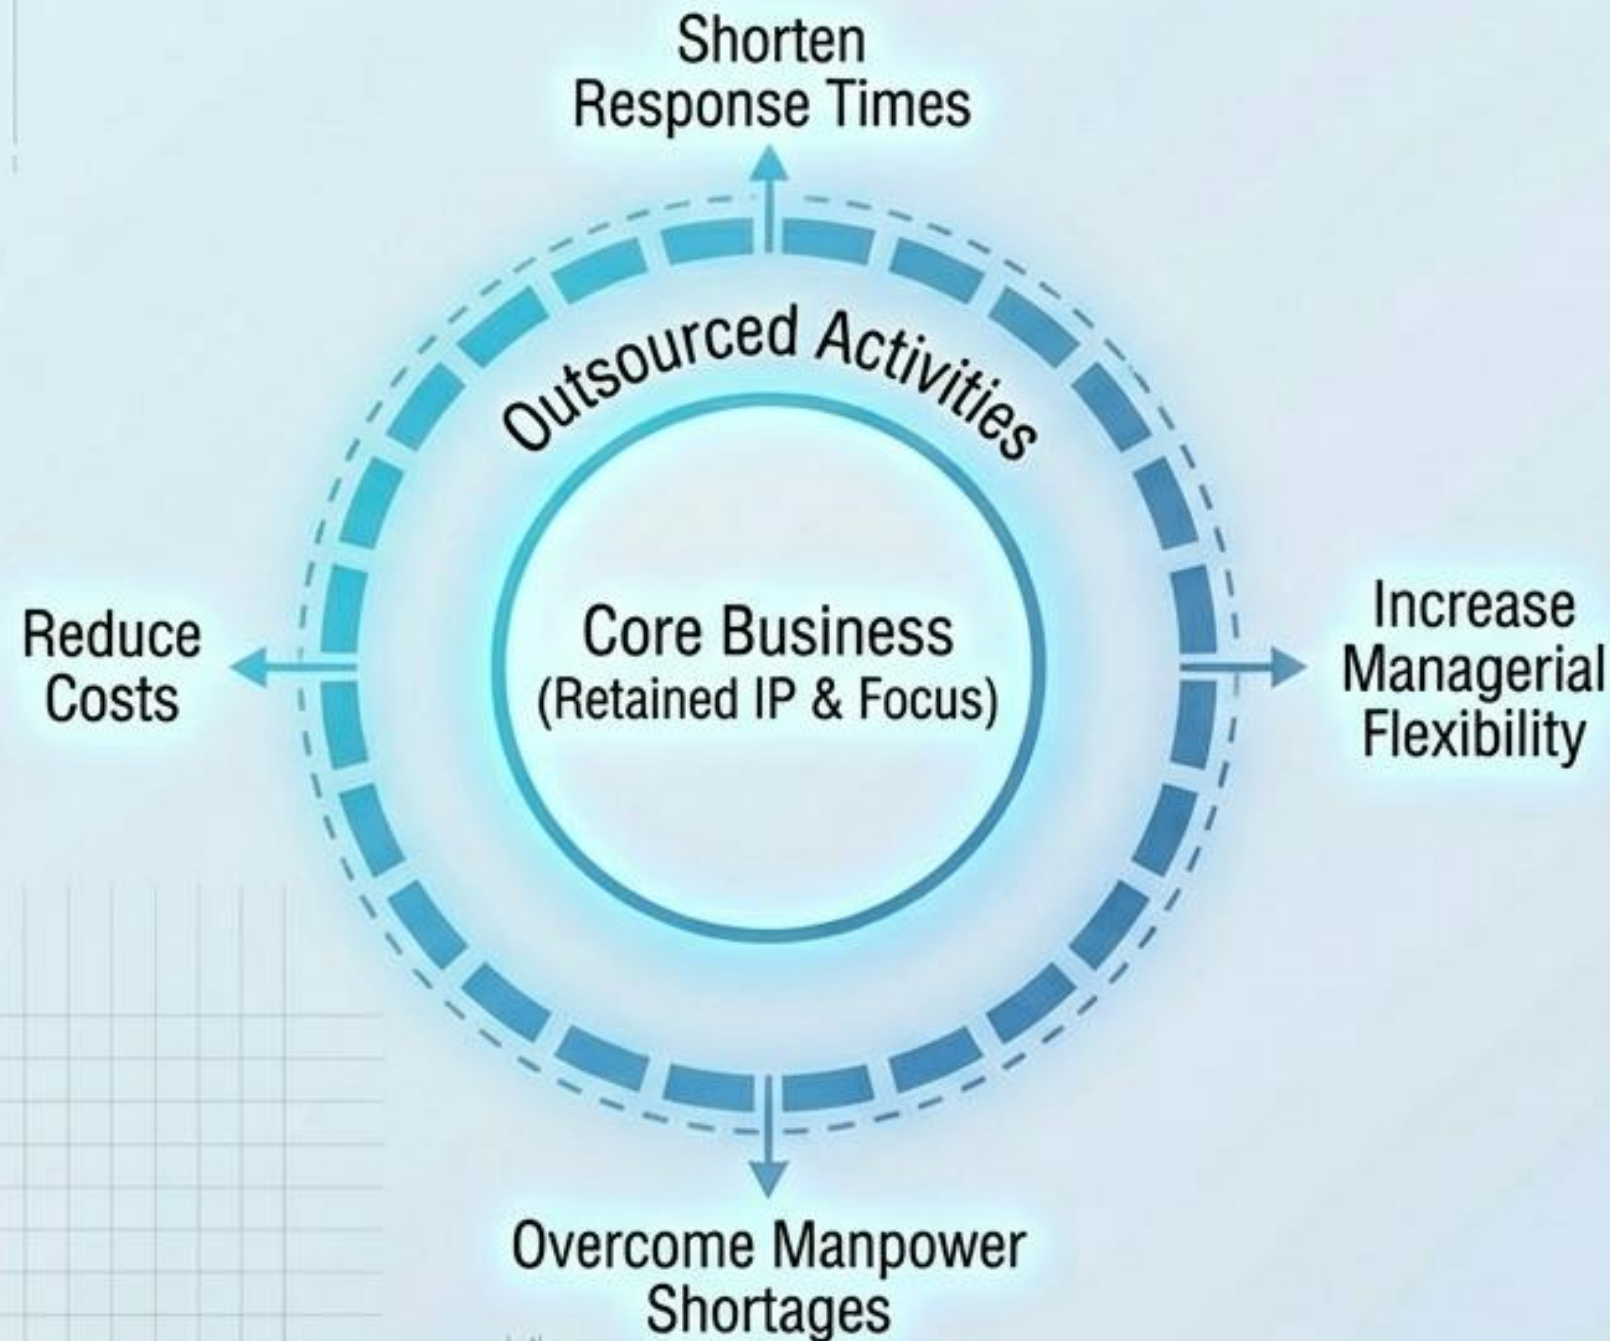 Shorten
Response Times
Outsourced Activities
Core Business
(Retained IP & Focus)
Reduce
Costs
Increase
Managerial
Flexibility
Overcome Manpower
Shortages